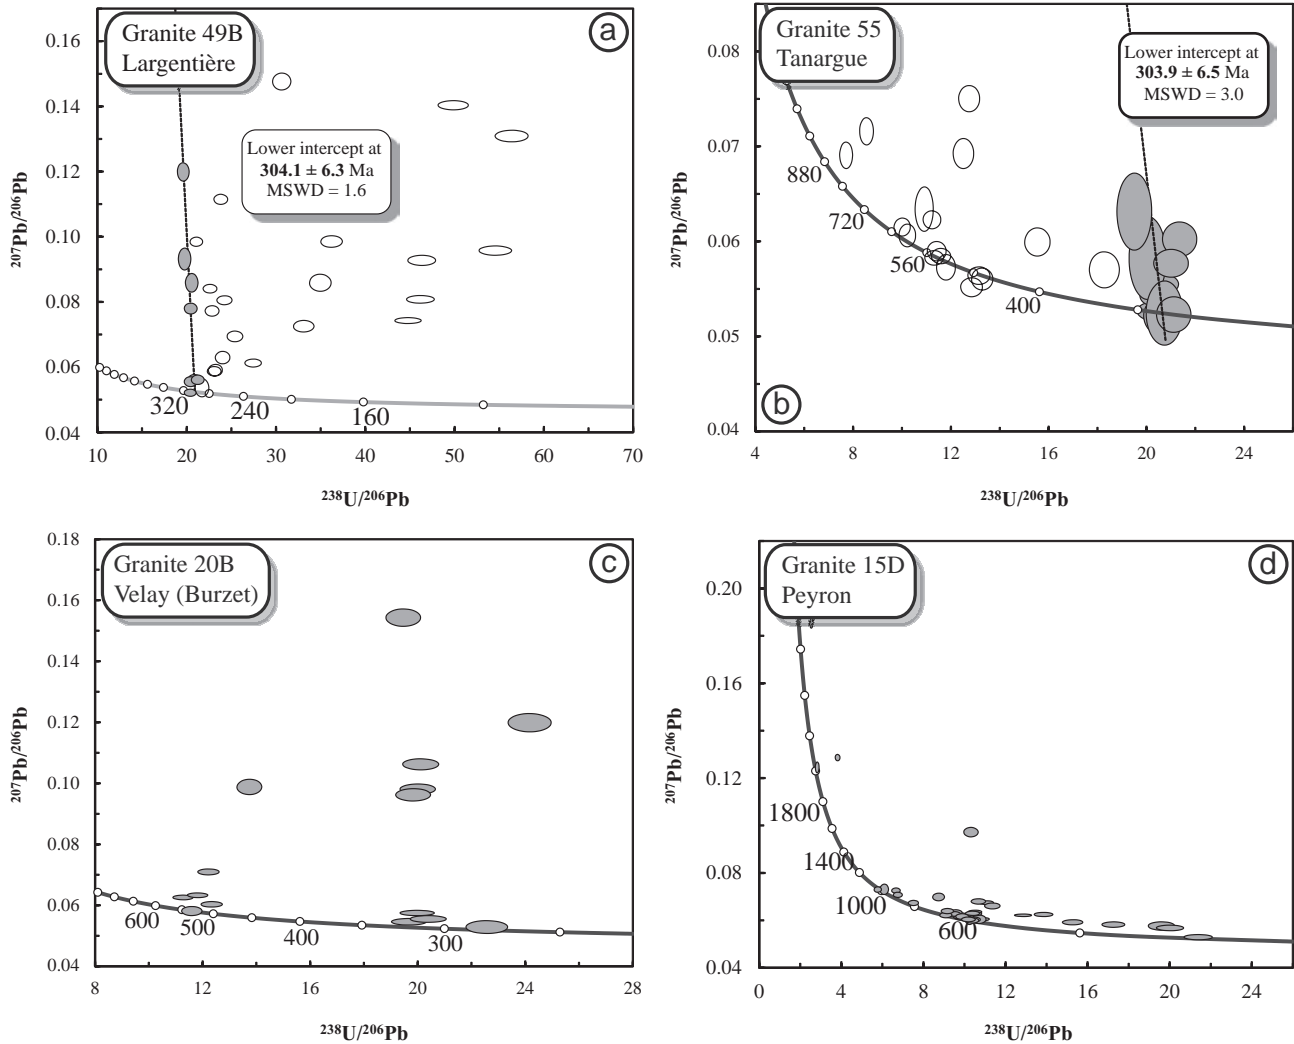 Granite 49B
Largentière
a
Lower intercept at
304.1 ± 6.3 Ma
MSWD = 1.6
0.16
0.14
0.12
0.10
0.08
0.06
0.04
207Pb/206Pb
320
240
160
10
20
30
40
50
60
70
238U/206Pb
Granite 55
Tanargue
b
Lower intercept at
303.9 ± 6.5 Ma
MSWD = 3.0
0.08
0.07
0.06
0.05
0.04
207Pb/206Pb
880
720
560
400
4
8
12
16
20
24
238U/206Pb
Granite 20B
Velay (Burzet)
c
0.18
0.16
0.14
0.12
0.10
0.08
0.06
0.04
207Pb/206Pb
600
500
400
300
8
12
16
20
24
28
238U/206Pb
Granite 15D
Peyron
d
0.20
0.16
0.12
0.08
0.04
207Pb/206Pb
1800
1400
1000
600
0
4
8
12
16
20
24
238U/206Pb